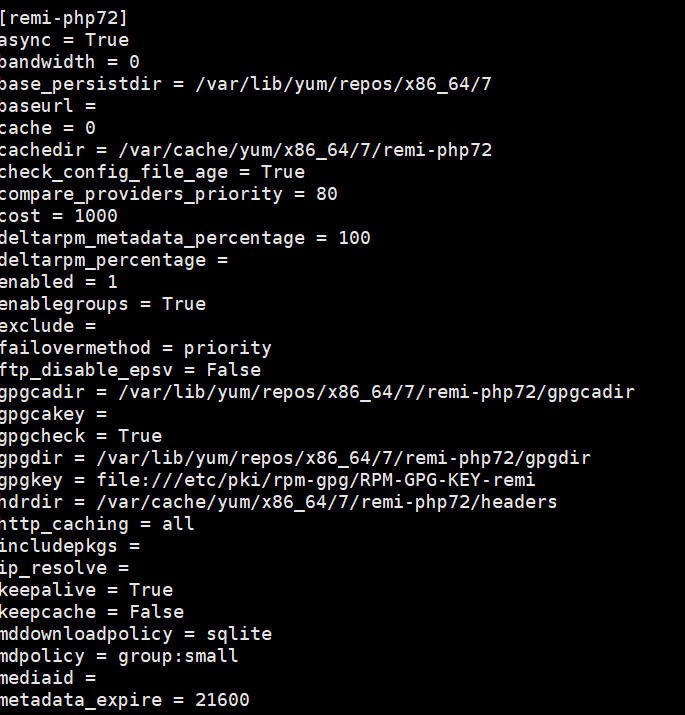 [remi-php72]
async = True
bandwidth = 0
base_persistdir = /var/lib/yum/repos/x86_64/7
baseurl =
cache = 0
cachedir = /var/cache/yum/x86_64/7/remi-php72
check_config_file_age = True
compare_providers_priority = 80
cost = 1000
deltarpm_metadata_percentage = 100
deltarpm_percentage =
enabled = 1
enablegroups = True
exclude =
failovermethod = priority
ftp_disable_epsv = False
gpgcadir = /var/lib/yum/repos/x86_64/7/remi-php72/gpgcadir
gpgcakey =
gpgcheck = True
gpgdir = /var/lib/yum/repos/x86_64/7/remi-php72/gpgdir
gpgkey = file:///etc/pki/rpm-gpg/RPM-GPG-KEY-remi
hdrdir = /var/cache/yum/x86_64/7/remi-php72/headers
http_caching = all
includepkgs =
ip_resolve =
keepalive = True
keepcache = False
mddownloadpolicy = sqlite
mdpolicy = group:small
mediaid =
metadata_expire = 21600